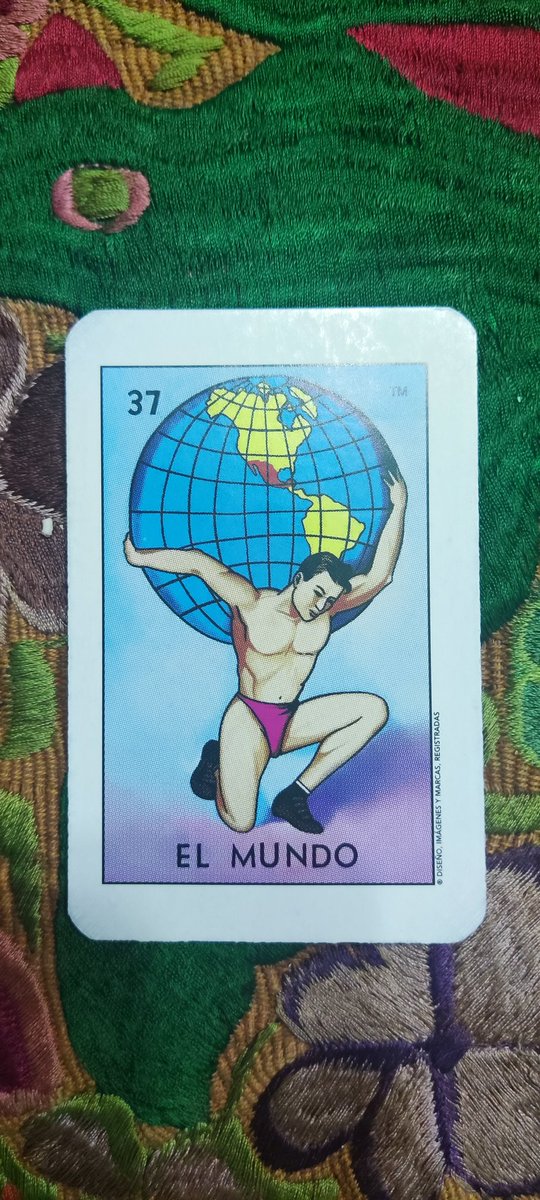 37
TM
® DISEÑO, IMÁGENES Y MARCAS, REGISTRADAS
EL MUNDO